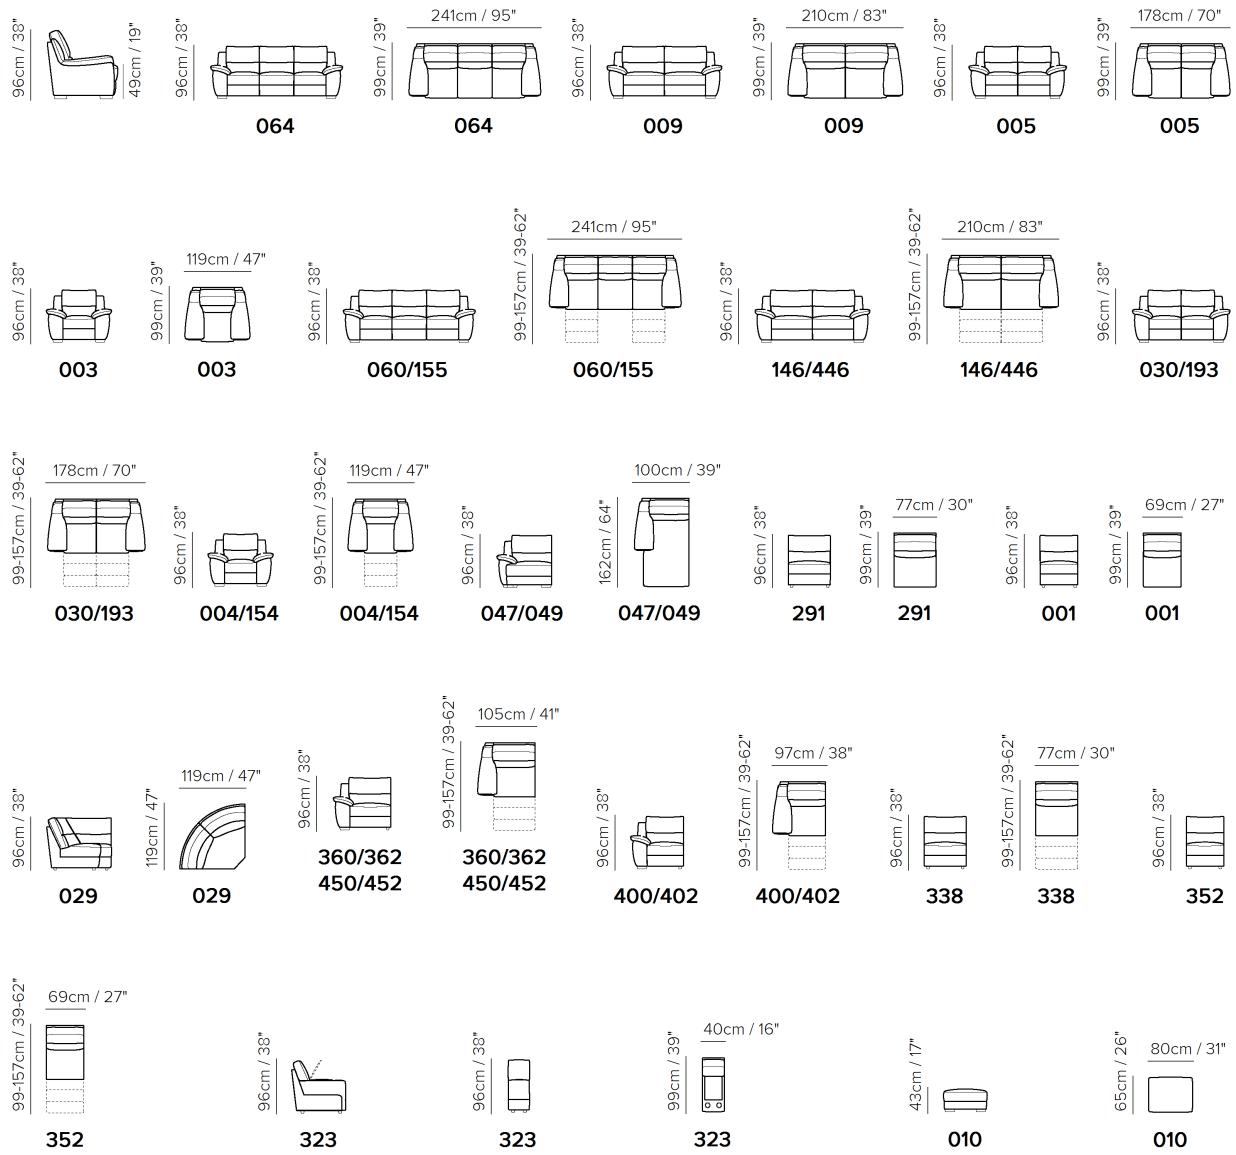 96cm / 38"
49cm / 19"
96cm / 38"
064
99cm / 39"
241cm / 95"
064
96cm / 38"
009
99cm / 39"
210cm / 83"
009
96cm / 38"
005
99cm / 39"
178cm / 70"
005
96cm / 38"
003
99cm / 39"
119cm / 47"
003
96cm / 38"
060/155
99-157cm / 39-62"
241cm / 95"
060/155
96cm / 38"
146/446
99-157cm / 39-62"
210cm / 83"
146/446
96cm / 38"
030/193
99-157cm / 39-62"
178cm / 70"
030/193
96cm / 38"
004/154
99-157cm / 39-62"
119cm / 47"
004/154
96cm / 38"
047/049
162cm / 64"
100cm / 39"
047/049
96cm / 38"
291
99cm / 39"
77cm / 30"
291
96cm / 38"
001
99cm / 39"
69cm / 27"
001
96cm / 38"
029
119cm / 47"
119cm / 47"
029
96cm / 38"
360/362
450/452
99-157cm / 39-62"
105cm / 41"
360/362
450/452
96cm / 38"
400/402
99-157cm / 39-62"
97cm / 38"
400/402
96cm / 38"
338
99-157cm / 39-62"
77cm / 30"
338
96cm / 38"
352
99-157cm / 39-62"
69cm / 27"
352
96cm / 38"
323
96cm / 38"
323
99cm / 39"
40cm / 16"
323
43cm / 17"
010
65cm / 26"
80cm / 31"
010